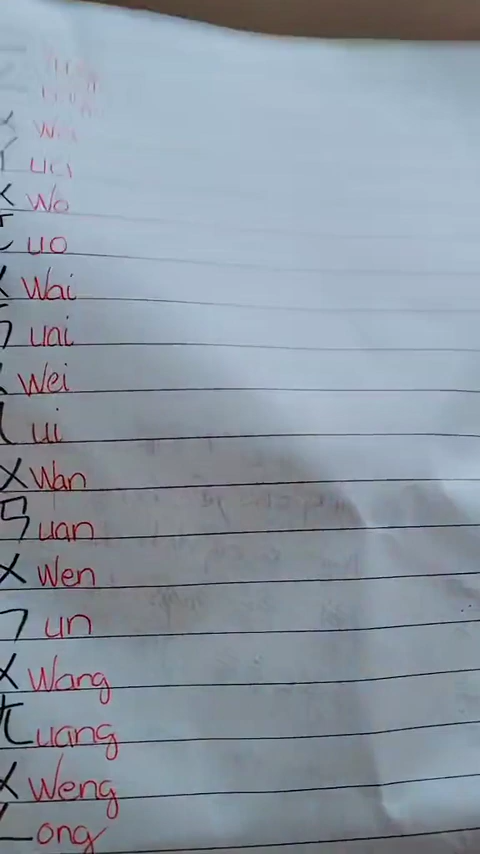 ㄨ wa
ㄚ ua
ㄨ wo
ㄛ uo
ㄨ wai
ㄞ uai
ㄨ wei
ㄟ ui
ㄨ wan
ㄢ uan
ㄨ wen
ㄣ un
ㄨ wang
ㄤ uang
ㄨ weng
ㄥ ong